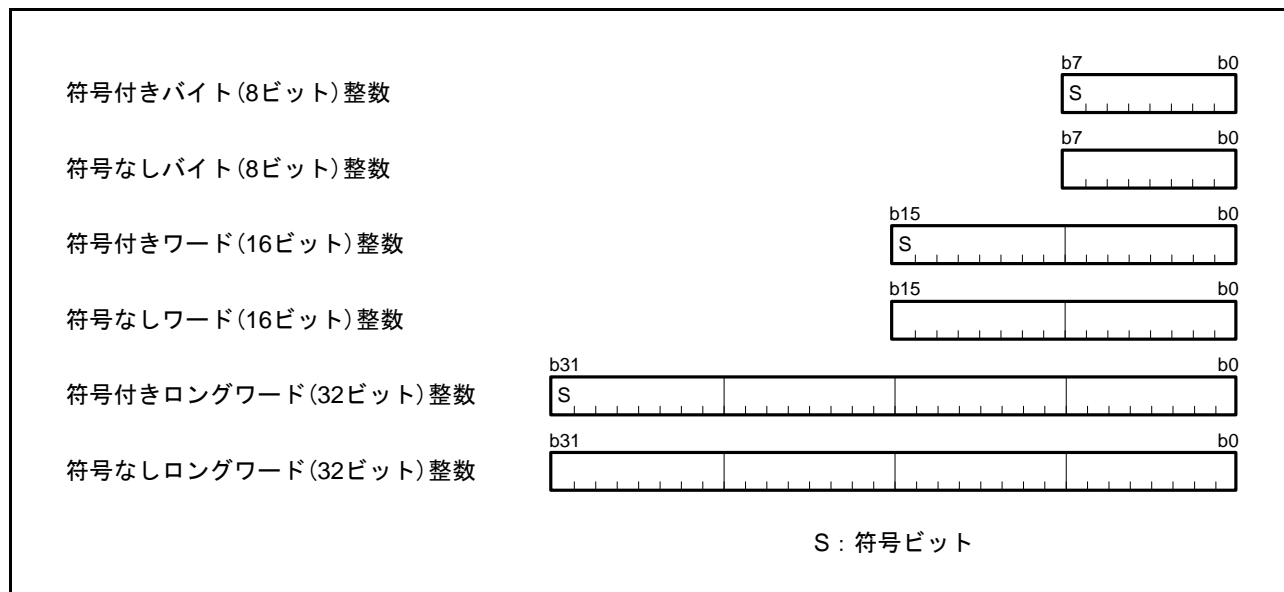 b7 b0
符号付きバイト(8ビット)整数 S
b7 b0
符号なしバイト(8ビット)整数
b15 b0
符号付きワード(16ビット)整数 S
b15 b0
符号なしワード(16ビット)整数
b31 b0
符号付きロングワード(32ビット)整数 S
b31 b0
符号なしロングワード(32ビット)整数
S:符号ビット